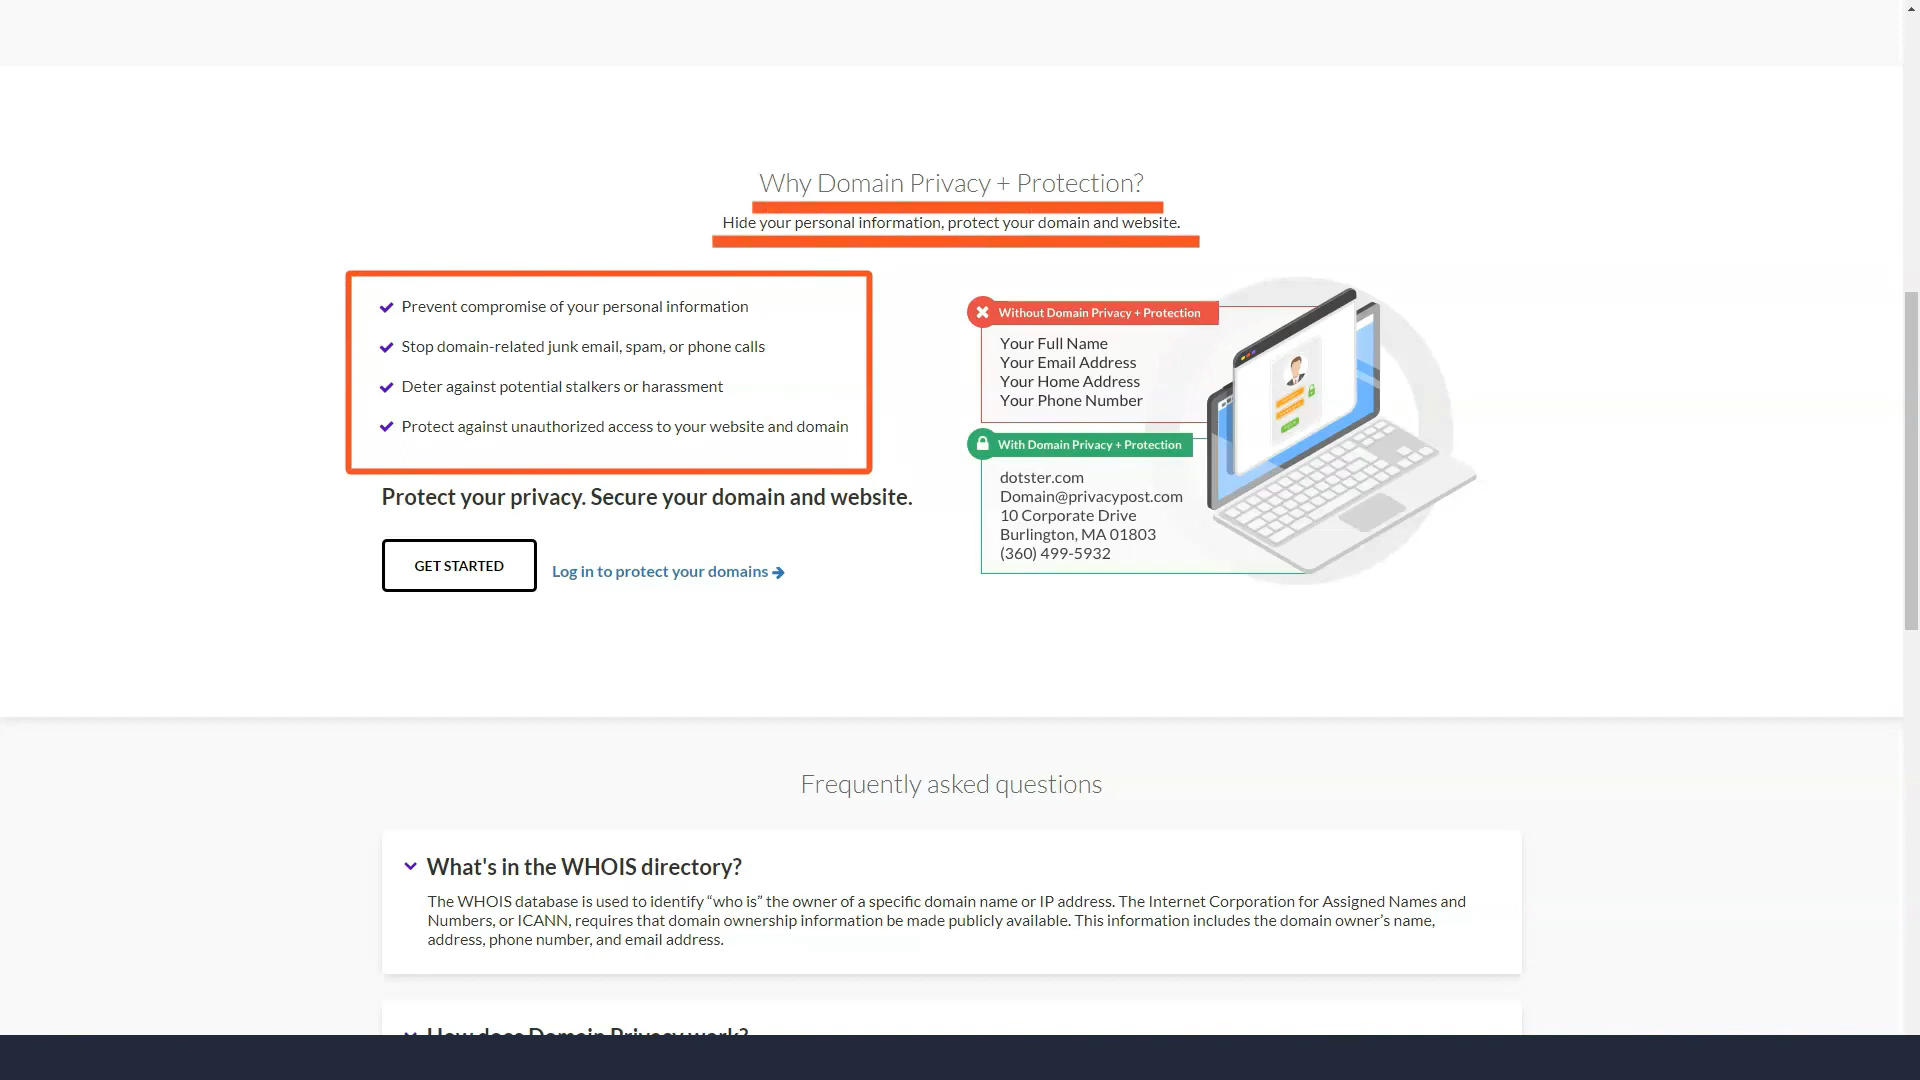 Why Domain Privacy + Protection?
Hide your personal information, protect your domain and website.
Prevent compromise of your personal information
Stop domain-related junk email, spam, or phone calls
Deter against potential stalkers or harassment
Protect against unauthorized access to your website and domain
Protect your privacy. Secure your domain and website.
GET STARTED
Log in to protect your domains
Without Domain Privacy + Protection
Your Full Name
Your Email Address
Your Home Address
Your Phone Number
With Domain Privacy + Protection
dotster.com
Domain@privacypost.com
10 Corporate Drive
Burlington, MA 01803
(360) 499-5932
Frequently asked questions
What's in the WHOIS directory?
The WHOIS database is used to identify “who is” the owner of a specific domain name or IP address. The Internet Corporation for Assigned Names and
Numbers, or ICANN, requires that domain ownership information be made publicly available. This information includes the domain owner’s name,
address, phone number, and email address.
How does Domain Privacy work?